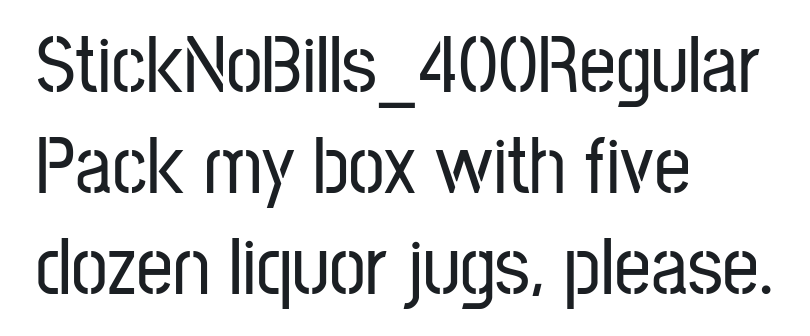 StickNoBills_400Regular
Pack my box with five
dozen liquor jugs, please.